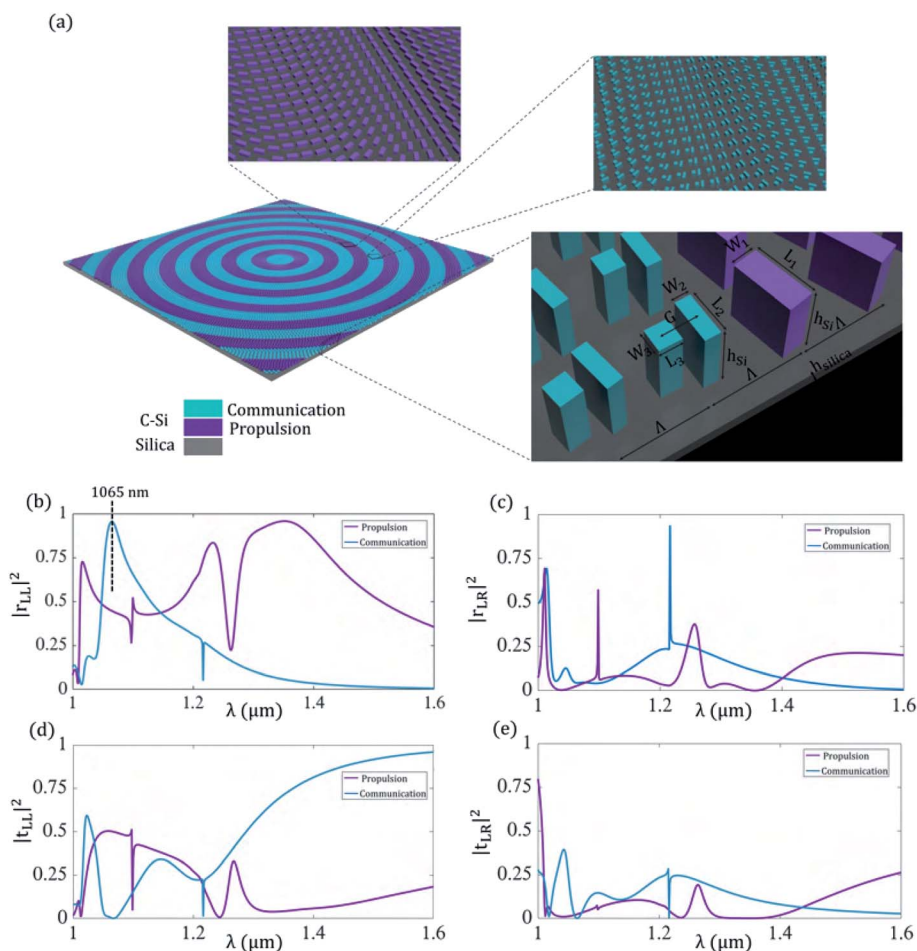 (a)
W₁
L₁
W₂
L₂
G
hSi
Λ
W₃
L₃
hSi
hsilica
Λ
Λ
C-Si
Communication
Propulsion
Silica
(b)
1065 nm
|rLL|²
1
0.75
0.5
0.25
0
1
1.2
1.4
1.6
λ (μm)
Propulsion
Communication
(c)
|rLR|²
1
0.75
0.5
0.25
0
1
1.2
1.4
1.6
λ (μm)
Propulsion
Communication
(d)
|tLL|²
1
0.75
0.5
0.25
0
1
1.2
1.4
1.6
λ (μm)
Propulsion
Communication
(e)
|tLR|²
1
0.75
0.5
0.25
0
1
1.2
1.4
1.6
λ (μm)
Propulsion
Communication